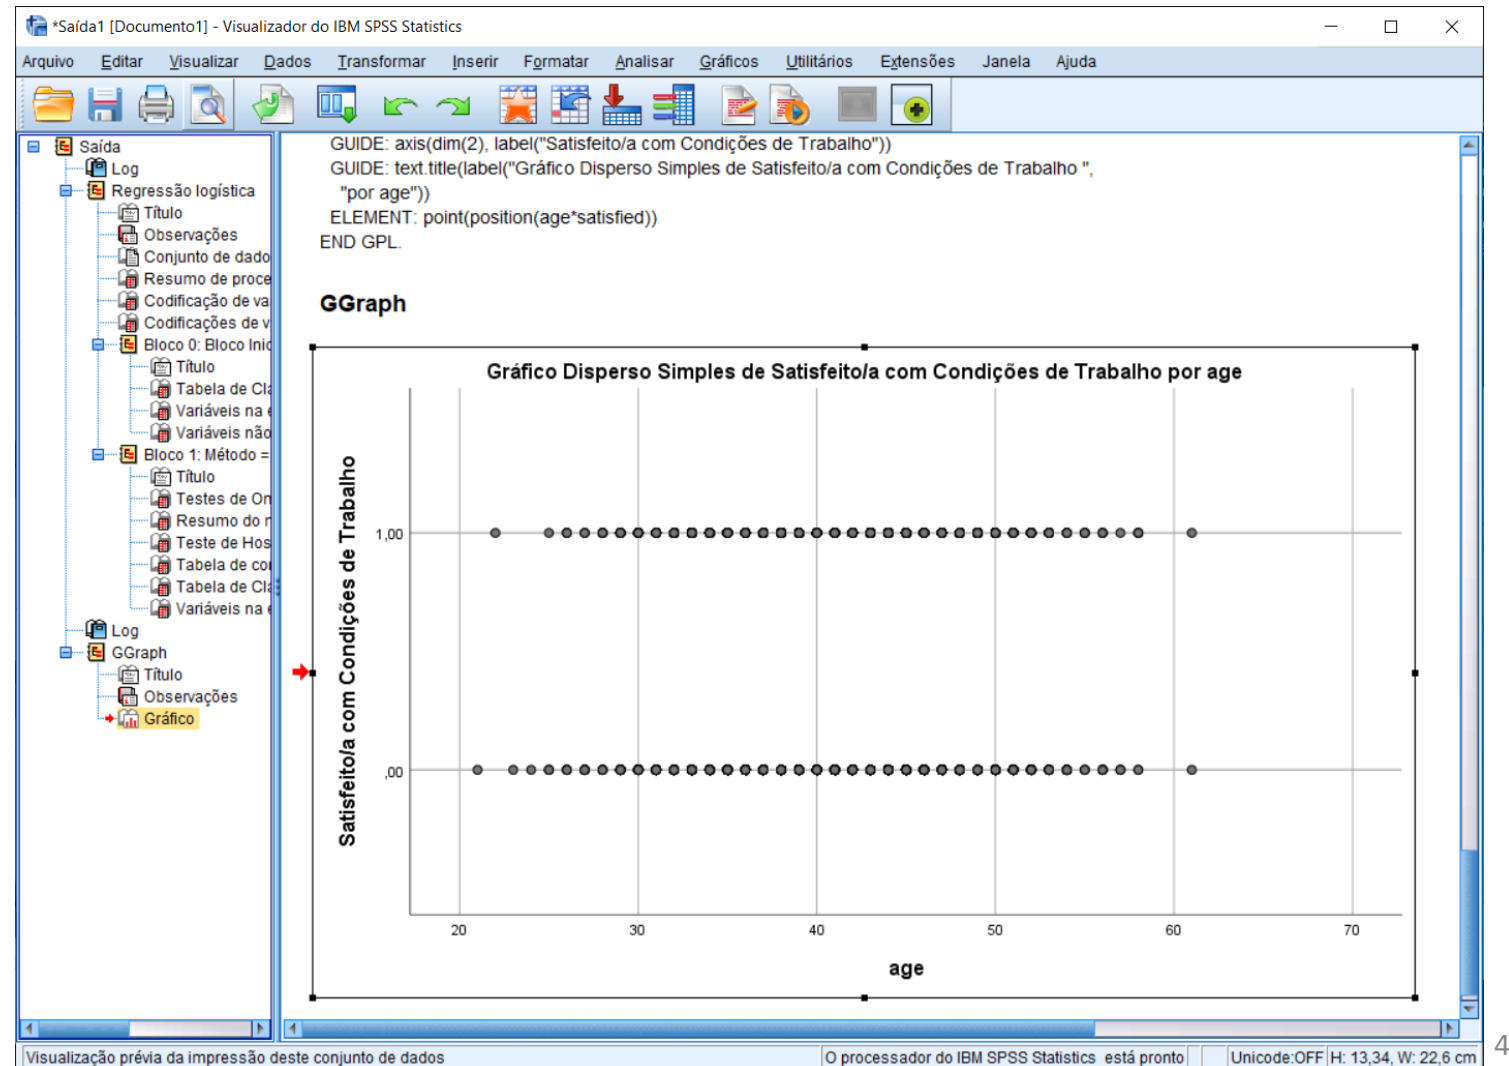 *Saída1 [Documento1] - Visualizador do IBM SPSS Statistics
Arquivo Editar Visualizar Dados Transformar Inserir Formatar Analisar Gráficos Utilitários Extensões Janela Ajuda
Saída
Log
Regressão logística
Título
Observações
Conjunto de dado
Resumo de proce
Codificação de va
Codificações de v
Bloco 0: Bloco Inic
Título
Tabela de Cla
Variáveis na e
Variáveis não
Bloco 1: Método =
Título
Testes de On
Resumo do r
Teste de Hos
Tabela de con
Tabela de Cla
Variáveis na e
Log
GGraph
Título
Observações
Gráfico
GUIDE: axis(dim(2), label("Satisfeito/a com Condições de Trabalho"))
GUIDE: text.title(label("Gráfico Disperso Simples de Satisfeito/a com Condições de Trabalho ",
"por age"))
ELEMENT: point(position(age*satisfied))
END GPL.
GGraph
Gráfico Disperso Simples de Satisfeito/a com Condições de Trabalho por age
Satisfeito/a com Condições de Trabalho
1,00
,00
20 30 40 50 60 70
age
Visualização prévia da impressão deste conjunto de dados
O processador do IBM SPSS Statistics está pronto
Unicode:OFF
H: 13,34, W: 22,6 cm
4